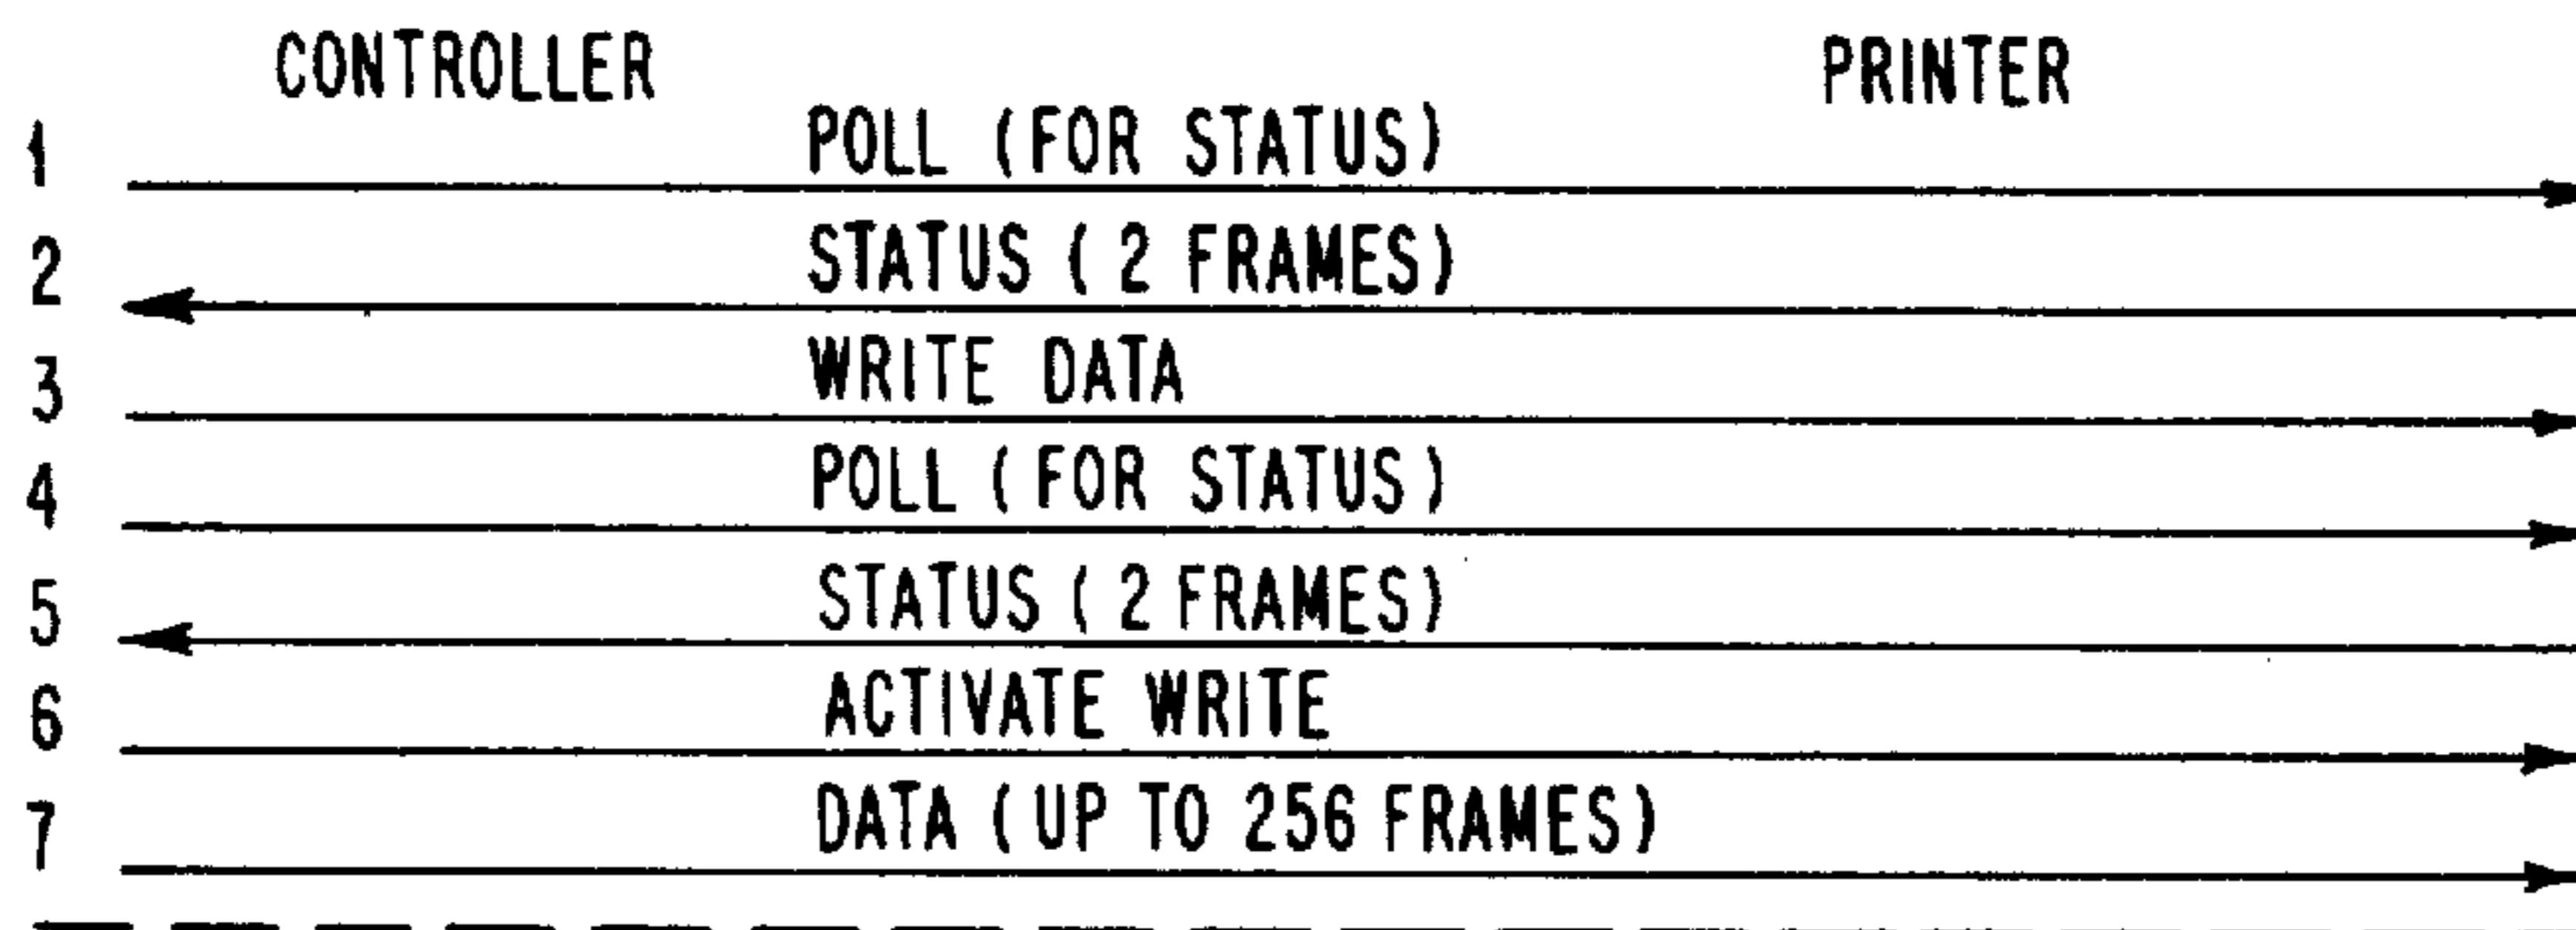 CONTROLLER PRINTER
1 POLL (FOR STATUS)
2 STATUS ( 2 FRAMES)
3 WRITE DATA
4 POLL ( FOR STATUS )
5 STATUS ( 2 FRAMES)
6 ACTIVATE WRITE
7 DATA ( UP TO 256 FRAMES)